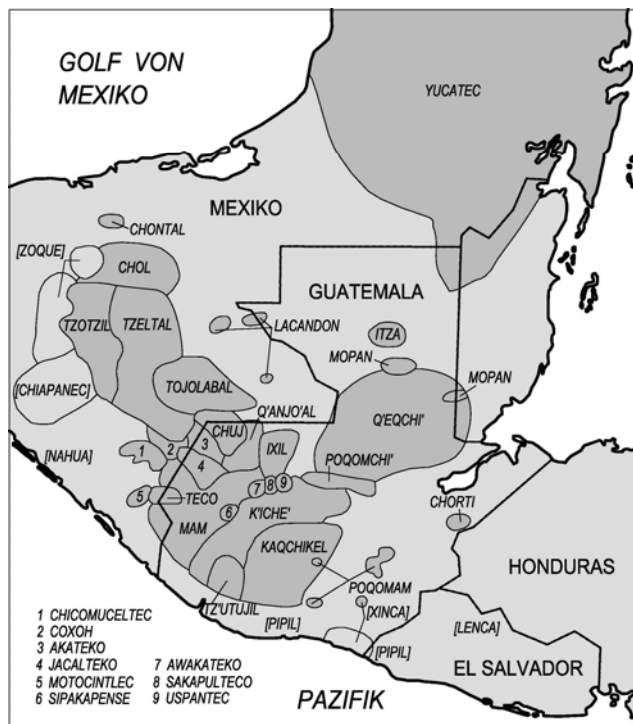 GOLF VON
MEXIKO
YUCATEC
MEXIKO
CHONTAL
[ZOQUE]
CHOL
GUATEMALA
TZOTZIL
TZELTAL
LACANDON
ITZA
MOPAN
MOPAN
[CHIAPANEC]
TOJOLABAL
Q'ANJO'AL
Q'EQCHI'
CHUJ
3
1
2
IXIL
[NAHUA]
4
POQOMCHI'
7
8
9
5
TECO
CHORTI
6
K'ICHE'
MAM
KAQCHIKEL
HONDURAS
POQOMAM
TZ'UTUJIL
[XINCA]
[PIPIL]
[LENCA]
[PIPIL]
EL SALVADOR
1 CHICOMUCELTEC
2 COXOH
3 AKATEKO
4 JACALTEKO
5 MOTOCINTLEC
6 SIPAKAPENSE
7 AWAKATEKO
8 SAKAPULTECO
9 USPANTEC
PAZIFIK